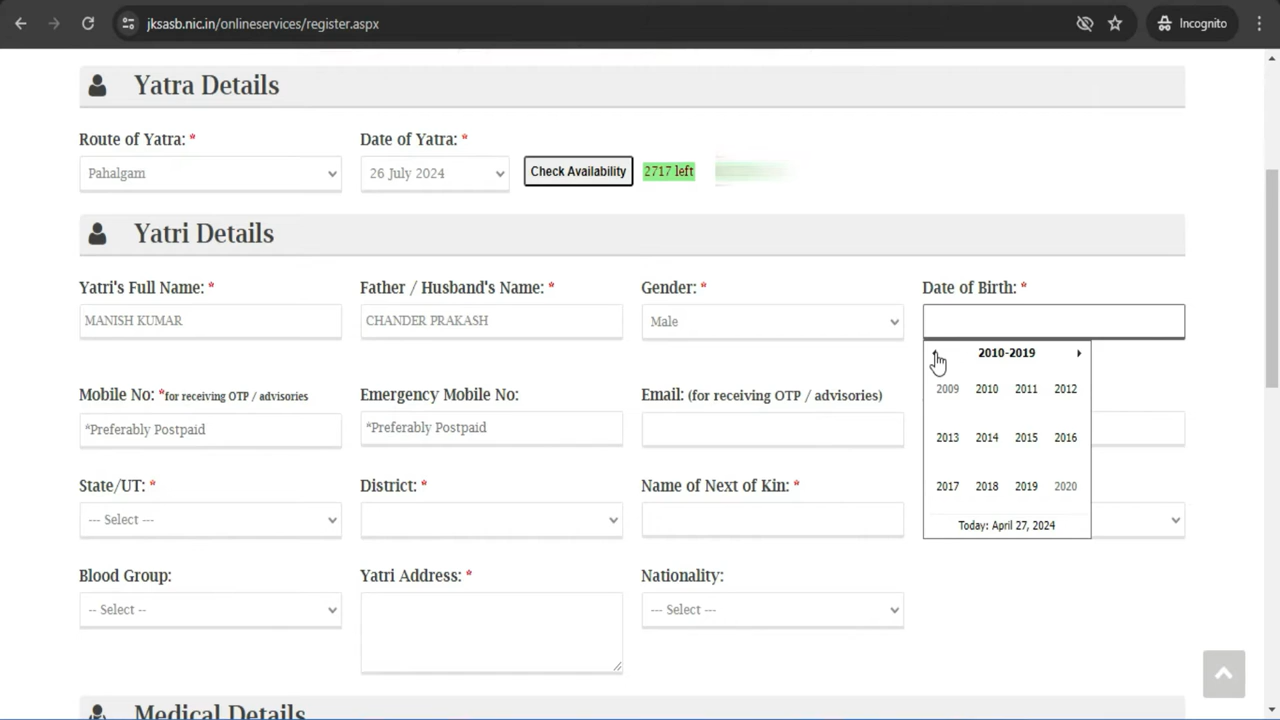 jksasb.nic.in/onlineservices/register.aspx
Incognito
Yatra Details
Route of Yatra: *
Date of Yatra: *
Pahalgam
26 July 2024
Check Availability
2717 left
Yatri Details
Yatri's Full Name: *
Father / Husband's Name: *
Gender: *
Date of Birth: *
MANISH KUMAR
CHANDER PRAKASH
Male
2010-2019
2009 2010 2011 2012
2013 2014 2015 2016
2017 2018 2019 2020
Today: April 27, 2024
Mobile No: *for receiving OTP / advisories
Emergency Mobile No:
Email: (for receiving OTP / advisories)
*Preferably Postpaid
*Preferably Postpaid
State/UT: *
District: *
Name of Next of Kin: *
--- Select ---
Blood Group:
Yatri Address: *
Nationality:
-- Select --
--- Select ---
Medical Details